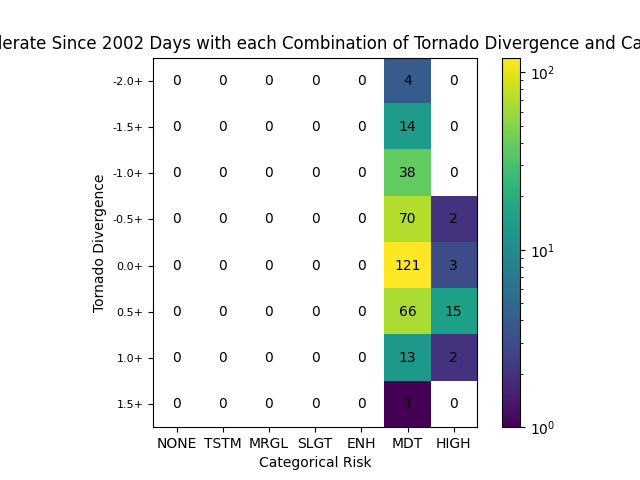 Since 2002 Days with each Combination of Tornado Divergence and
-2.0+ 0 0 0 0 0 4 0
-1.5+ 0 0 0 0 0 14 0
-1.0+ 0 0 0 0 0 38 0
-0.5+ 0 0 0 0 0 70 2
0.0+ 0 0 0 0 0 121 3
0.5+ 0 0 0 0 0 66 15
1.0+ 0 0 0 0 0 13 2
1.5+ 0 0 0 0 0 1 0
NONE TSTM MRGL SLGT ENH MDT HIGH
Categorical Risk
Tornado Divergence
10²
10¹
10⁰